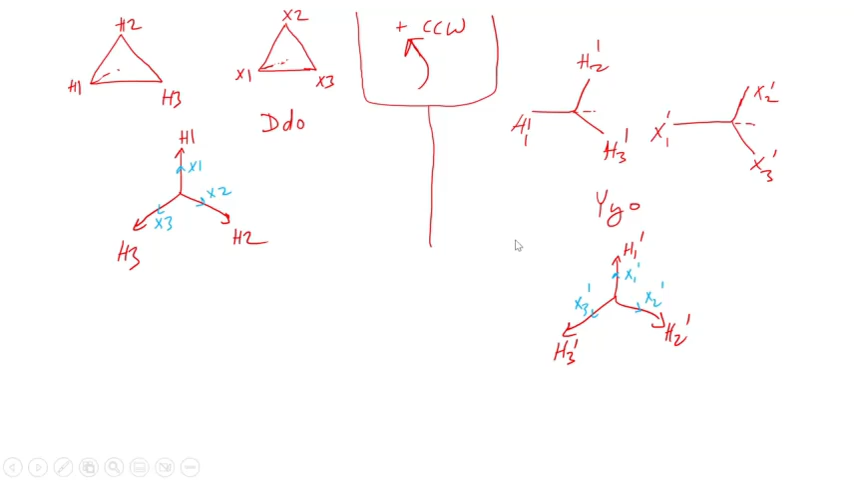 H2
H1
H3
X2
X1
X3
Ddo
H1
X1
X2
X3
H2
H3
+ CCW
H2'
H1'
H3'
X2'
X1'
X3'
Yyo
H1'
X1'
X3'
X2'
H2'
H3'